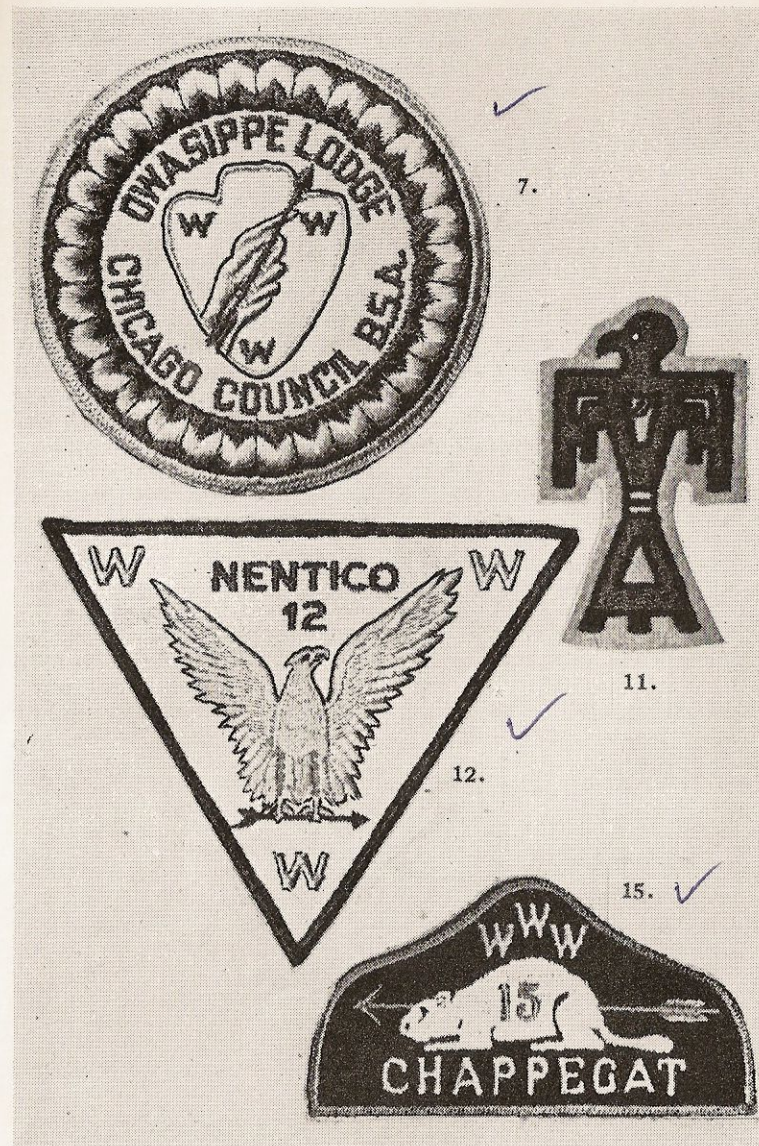 OWASIPPE LODGE
W W
W
CHICAGO COUNCIL B.S.A.
7.
11.
W NENTICO W
12
W
12.
15.
WWW
15
CHAPPEGAT